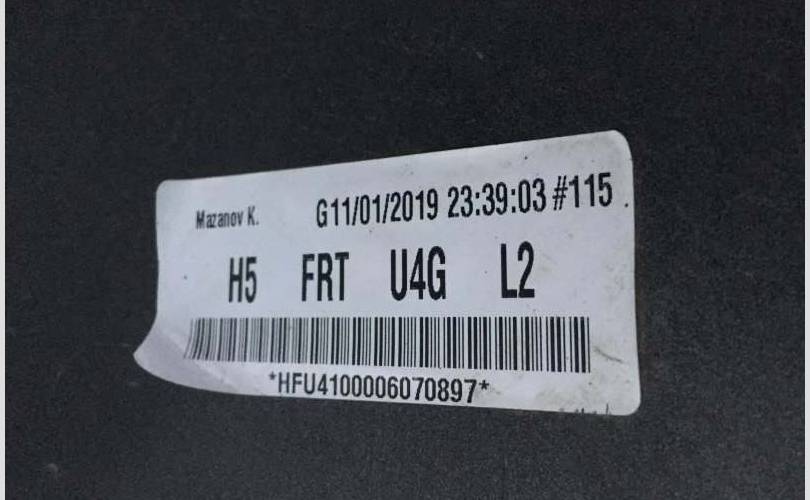 Mazanov K. G11/01/2019 23:39:03 #115
H5 FRT U4G L2
*HFU4100006070897*